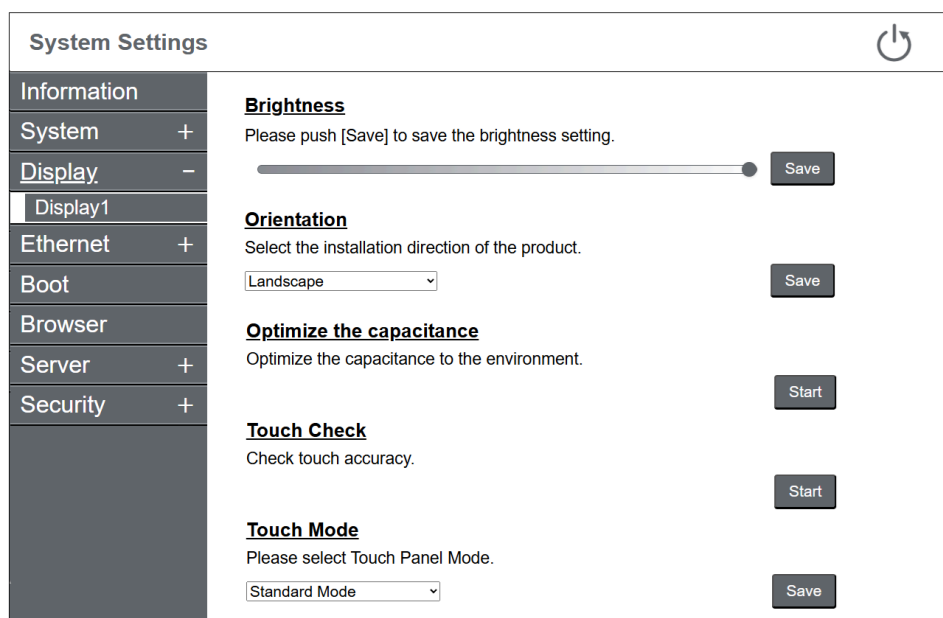 System Settings
Information
System +
Display -
Display1
Ethernet +
Boot
Browser
Server +
Security +
Brightness
Please push [Save] to save the brightness setting.
Save
Orientation
Select the installation direction of the product.
Landscape
Save
Optimize the capacitance
Optimize the capacitance to the environment.
Start
Touch Check
Check touch accuracy.
Start
Touch Mode
Please select Touch Panel Mode.
Standard Mode
Save